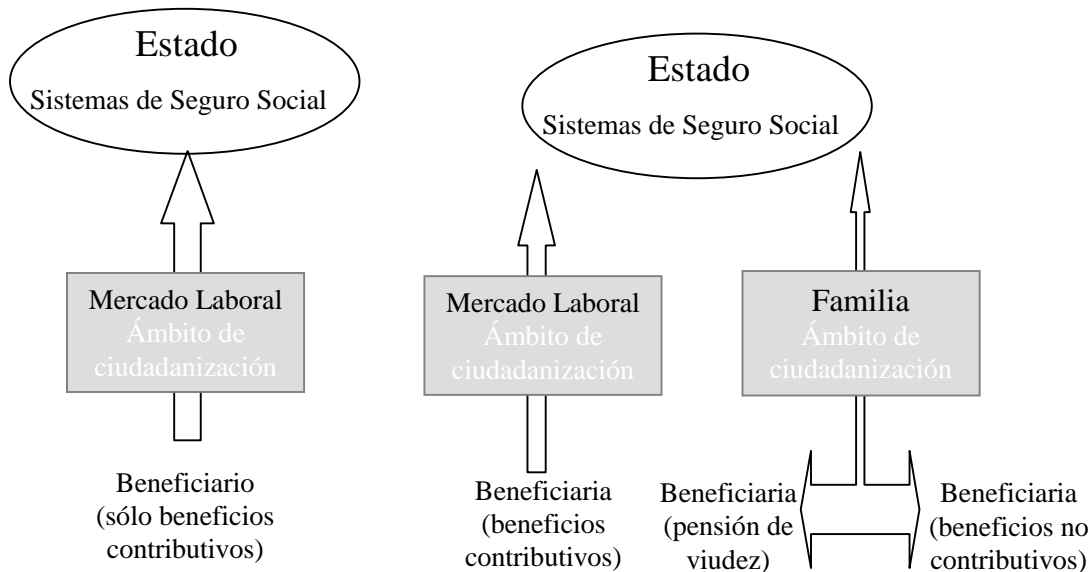 Estado
Sistemas de Seguro Social
Mercado Laboral
Ámbito de
ciudadanización
Beneficiario
(sólo beneficios
contributivos)
Estado
Sistemas de Seguro Social
Mercado Laboral
Ámbito de
ciudadanización
Beneficiaria
(beneficios
contributivos)
Familia
Ámbito de
ciudadanización
Beneficiaria
(pensión de
viudez)
Beneficiaria
(beneficios no
contributivos)